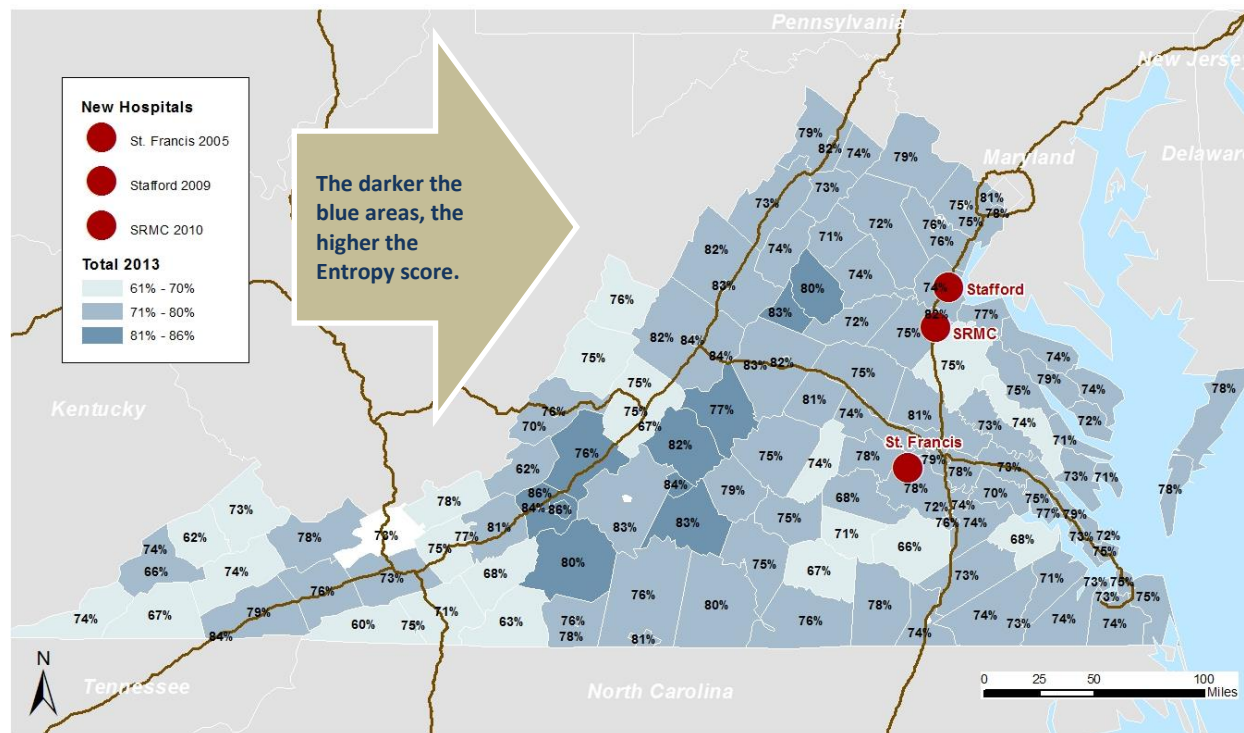 Pennsylvania
New Jersey
Maryland
Delaware
Kentucky
Tennessee
North Carolina
New Hospitals
St. Francis 2005
Stafford 2009
SRMC 2010
Total 2013
61% - 70%
71% - 80%
81% - 86%
The darker the
blue areas, the
higher the
Entropy score.
79%
82% 74% 79%
73% 73% 75% 81%
78%
72% 76% 75%
82% 74% 71% 76%
76% 83% 80% 74% 74% Stafford
83% 72% 82% 77%
75% SRMC
75% 82% 84% 84% 83% 82% 75% 75% 74%
75% 79% 74% 78%
76% 75% 77% 81% 74% 81% 75% 74% 72%
70% 67% 73% 71%
St. Francis
62% 76% 82% 75% 74% 78% 79% 78% 73% 73% 71%
78%
73% 78% 86% 84% 79% 68% 78% 70% 75%
84% 86% 72% 74% 77% 79%
62% 78% 73% 75% 77% 81% 83% 83% 75% 71% 66% 76% 74% 68% 73% 72%
75%
74% 66% 74% 76% 73% 68% 80% 75% 67% 73% 71% 73% 75%
73% 75%
74% 67% 79% 60% 75% 71% 63% 76% 76% 80% 76% 78% 74% 73% 74% 74%
84% 78% 81% 74%
N
0 25 50 100
Miles